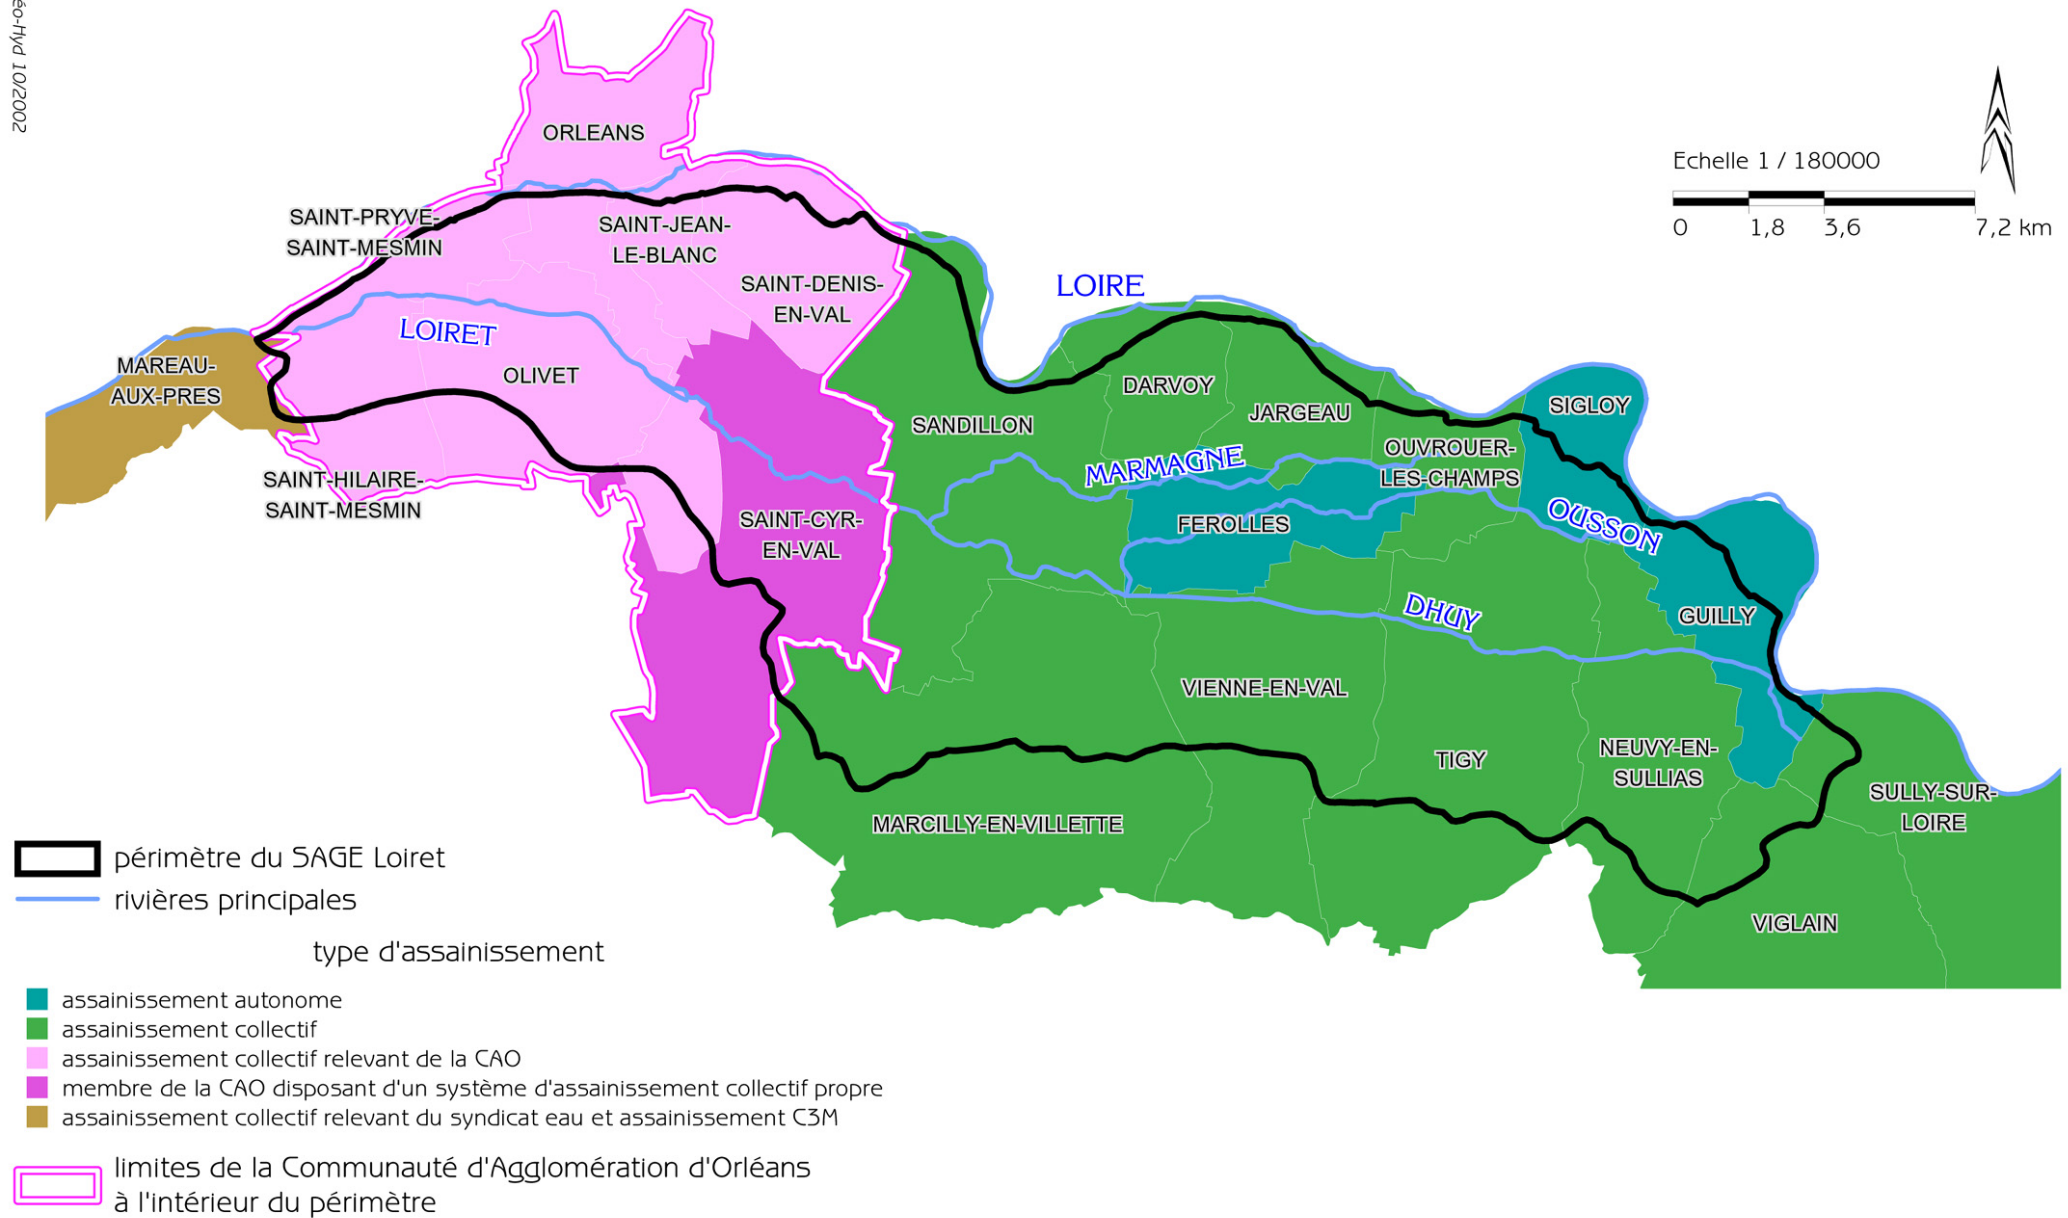 éo-Hyd 10/2002
ORLEANS
Echelle 1 / 180000
0 1,8 3,6 7,2 km
SAINT-PRYVE-
SAINT-MESMIN
SAINT-JEAN-
LE-BLANC
SAINT-DENIS-
EN-VAL
LOIRE
LOIRET
MAREAU-
AUX-PRES
OLIVET
DARVOY
SIGLOY
JARGEAU
SANDILLON
OUVROUER-
LES-CHAMPS
MARMAGNE
SAINT-HILAIRE-
SAINT-MESMIN
SAINT-CYR-
EN-VAL
FEROLLES
OUSSON
DHUY
GUILLY
VIENNE-EN-VAL
TIGY
NEUVY-EN-
SULLIAS
SULLY-SUR-
LOIRE
MARCILLY-EN-VILLETTE
VIGLAIN
périmètre du SAGE Loiret
rivières principales
type d'assainissement
assainissement autonome
assainissement collectif
assainissement collectif relevant de la CAO
membre de la CAO disposant d'un système d'assainissement collectif propre
assainissement collectif relevant du syndicat eau et assainissement C3M
limites de la Communauté d'Agglomération d'Orléans
à l'intérieur du périmètre